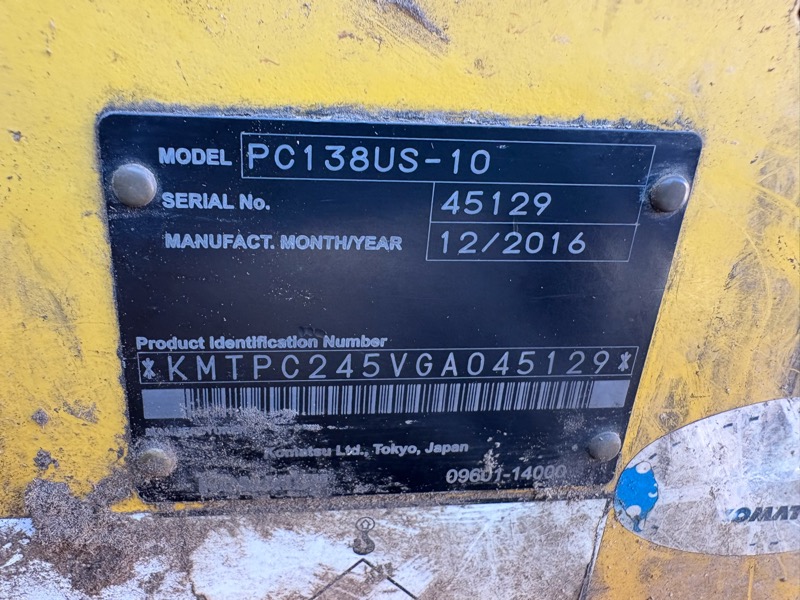 MODEL PC138US-10
SERIAL No. 45129
MANUFACT. MONTH/YEAR 12/2016
Product Identification Number
*KMTPC245VGA045129*
Komatsu Ltd., Tokyo, Japan
09601-14000
KOMAT